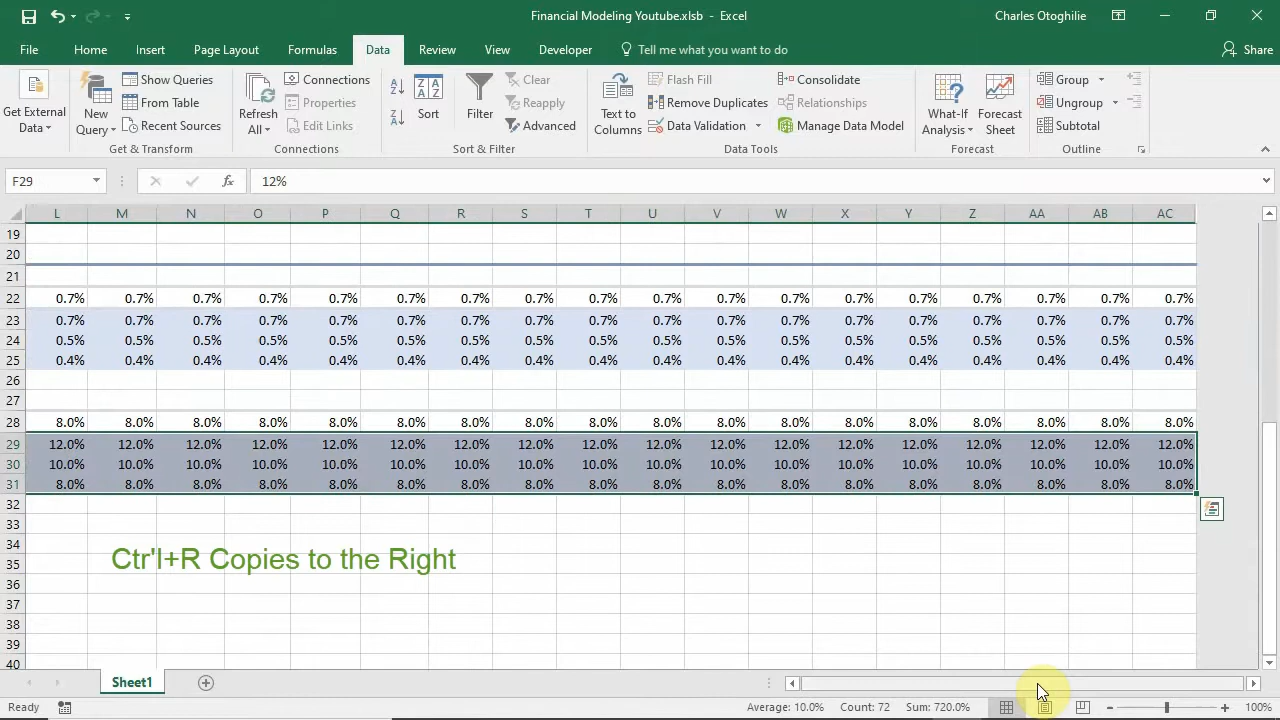 Financial Modeling Youtube.xlsb - Excel
Charles Otoghilie
File Home Insert Page Layout Formulas Data Review View Developer Tell me what you want to do Share
Get External Data
New Query
Show Queries
From Table
Recent Sources
Get & Transform
Refresh All
Connections
Properties
Edit Links
Connections
Sort
Filter
Clear
Reapply
Advanced
Sort & Filter
Text to Columns
Flash Fill
Remove Duplicates
Data Validation
Consolidate
Relationships
Manage Data Model
Data Tools
What-If Analysis
Forecast Sheet
Forecast
Group
Ungroup
Subtotal
Outline
F29 fx 12%
L M N O P Q R S T U V W X Y Z AA AB AC
19
20
21
22 0.7% 0.7% 0.7% 0.7% 0.7% 0.7% 0.7% 0.7% 0.7% 0.7% 0.7% 0.7% 0.7% 0.7% 0.7% 0.7% 0.7% 0.7%
23 0.7% 0.7% 0.7% 0.7% 0.7% 0.7% 0.7% 0.7% 0.7% 0.7% 0.7% 0.7% 0.7% 0.7% 0.7% 0.7% 0.7% 0.7%
24 0.5% 0.5% 0.5% 0.5% 0.5% 0.5% 0.5% 0.5% 0.5% 0.5% 0.5% 0.5% 0.5% 0.5% 0.5% 0.5% 0.5% 0.5%
25 0.4% 0.4% 0.4% 0.4% 0.4% 0.4% 0.4% 0.4% 0.4% 0.4% 0.4% 0.4% 0.4% 0.4% 0.4% 0.4% 0.4% 0.4%
26
27
28 8.0% 8.0% 8.0% 8.0% 8.0% 8.0% 8.0% 8.0% 8.0% 8.0% 8.0% 8.0% 8.0% 8.0% 8.0% 8.0% 8.0% 8.0%
29 12.0% 12.0% 12.0% 12.0% 12.0% 12.0% 12.0% 12.0% 12.0% 12.0% 12.0% 12.0% 12.0% 12.0% 12.0% 12.0% 12.0% 12.0%
30 10.0% 10.0% 10.0% 10.0% 10.0% 10.0% 10.0% 10.0% 10.0% 10.0% 10.0% 10.0% 10.0% 10.0% 10.0% 10.0% 10.0% 10.0%
31 8.0% 8.0% 8.0% 8.0% 8.0% 8.0% 8.0% 8.0% 8.0% 8.0% 8.0% 8.0% 8.0% 8.0% 8.0% 8.0% 8.0% 8.0%
32
33
34
Ctr'l+R Copies to the Right
35
36
37
38
39
40
Sheet1
Ready Average: 10.0% Count: 72 Sum: 720.0% 100%